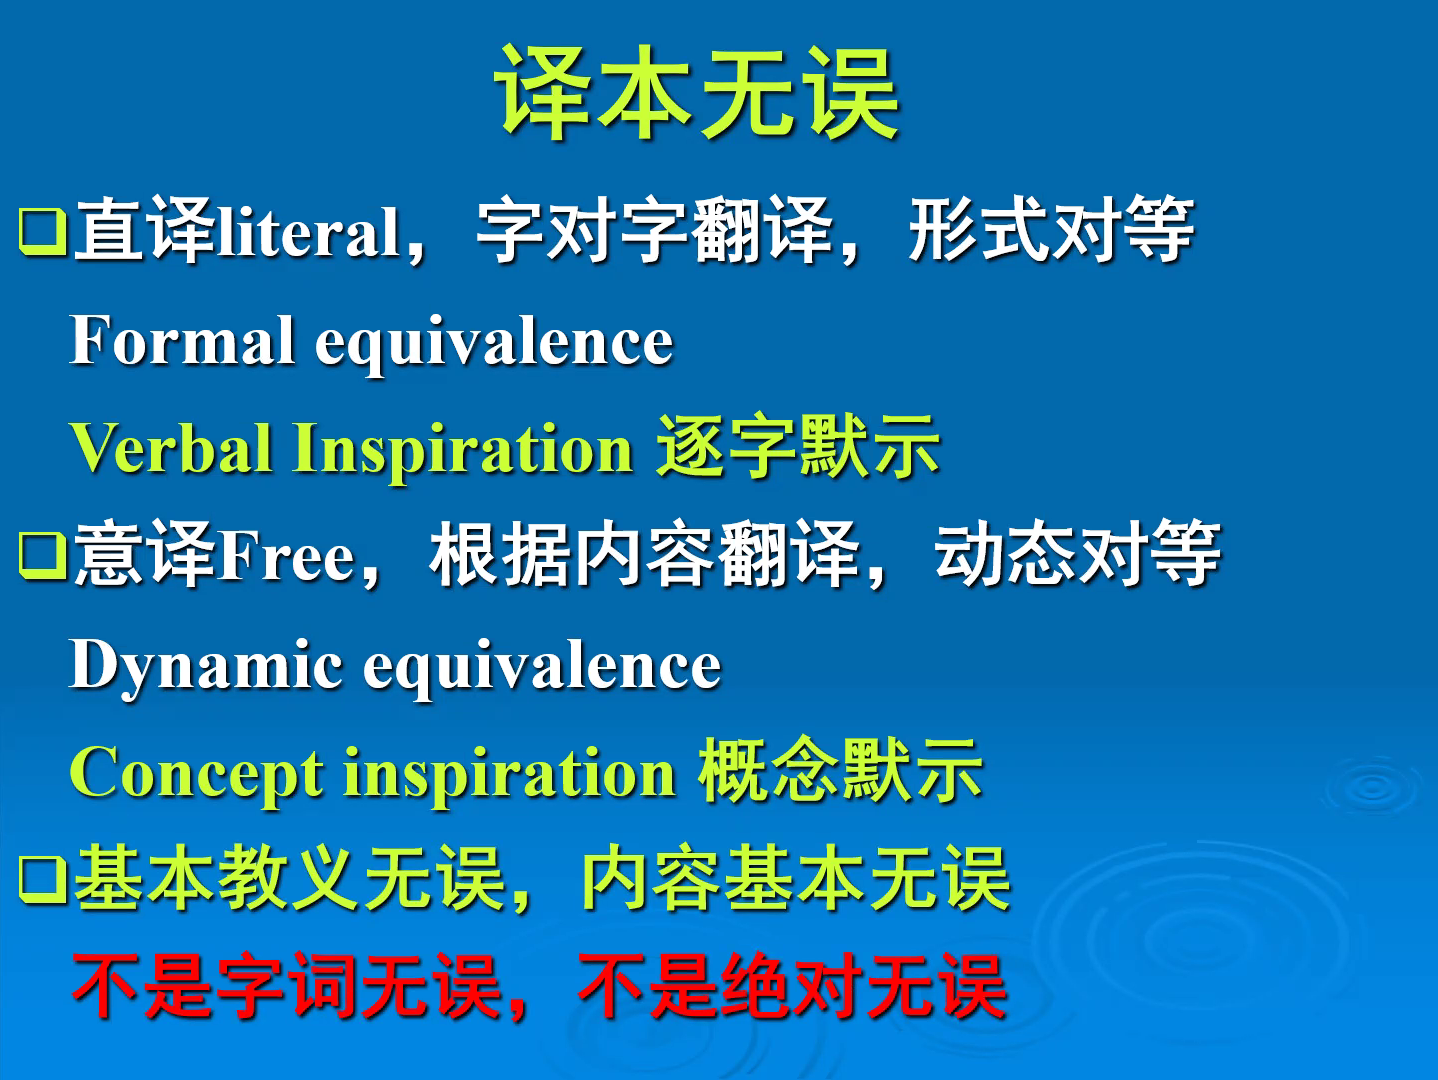 译本无误
直译literal，字对字翻译，形式对等
Formal equivalence
Verbal Inspiration 逐字默示
意译Free，根据内容翻译，动态对等
Dynamic equivalence
Concept inspiration 概念默示
基本教义无误，内容基本无误
不是字词无误，不是绝对无误